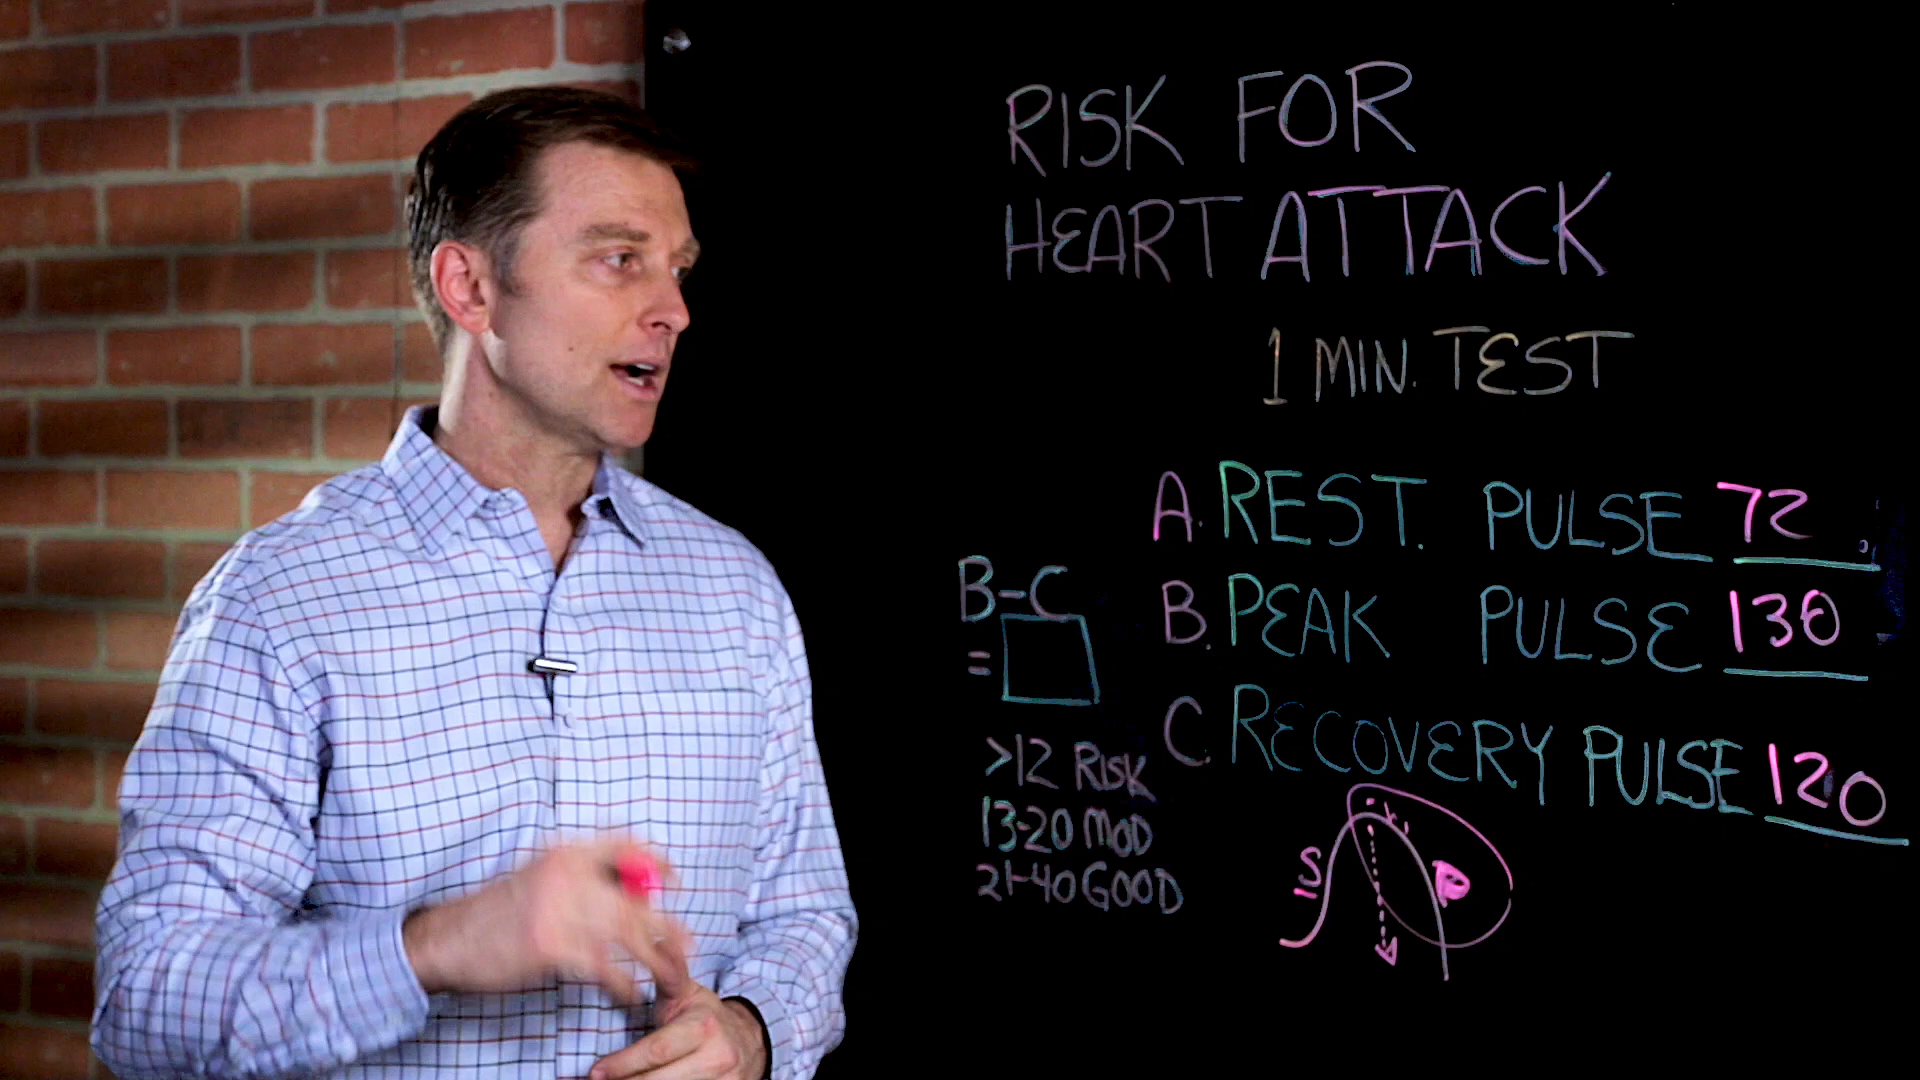 RISK FOR
HEART ATTACK
1 MIN. TEST
A. REST. PULSE 72
B. PEAK PULSE 130
C. RECOVERY PULSE 120
B-C
=
>12 RISK
13-20 MOD
21-40 GOOD
S P